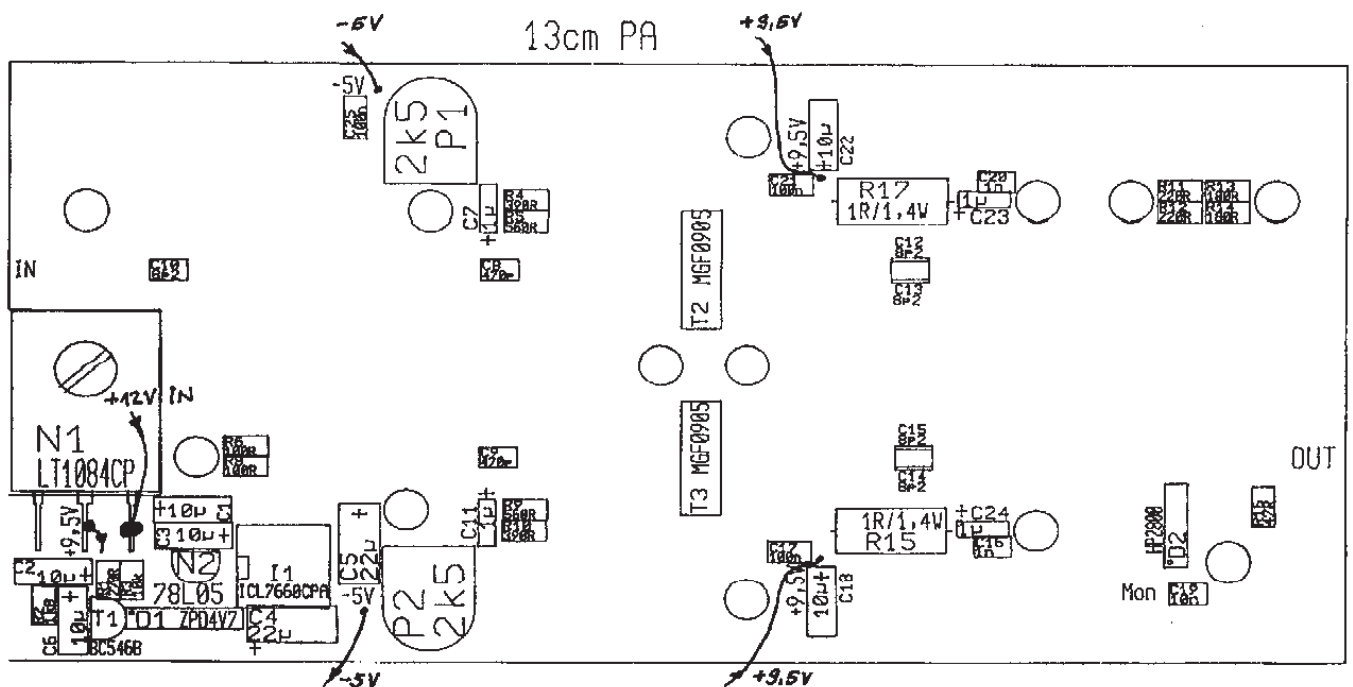 -5V
+9,5V
13cm PA
-5V
C25
100n
2k5
P1
+9,5V
+10µ
C22
C21
100n
C7
+1µ
R4
390R
R5
560R
R17
1R/1,4W
C20
1n
1µ
+C23
R11
220R
R12
220R
R13
100R
R14
100R
IN
C10
8p2
C8
470p
T2 MGF0905
C12
8p2
C13
8p2
+12V IN
N1
LT1084CP
R6
100R
R8
100R
C9
470p
T3 MGF0905
C15
8p2
C14
8p2
OUT
+9,5V
+10µ C1
C3 10µ+
N2
78L05
I1
ICL7660CPA
C5
22µ
+
C11
+1µ
R9
560R
R10
390R
1R/1,4W
R15
+C24
1µ
C16
1n
HP2800
D2
47R
C2
10µ+
R1
R2
C6
10µ
+
T1
BC546B
D1 ZPD4V7
C4
22µ
+
-5V
P2
2k5
C17
100n
+9,5V
10µ+
C18
Mon
C19
10n
-5V
+9,5V